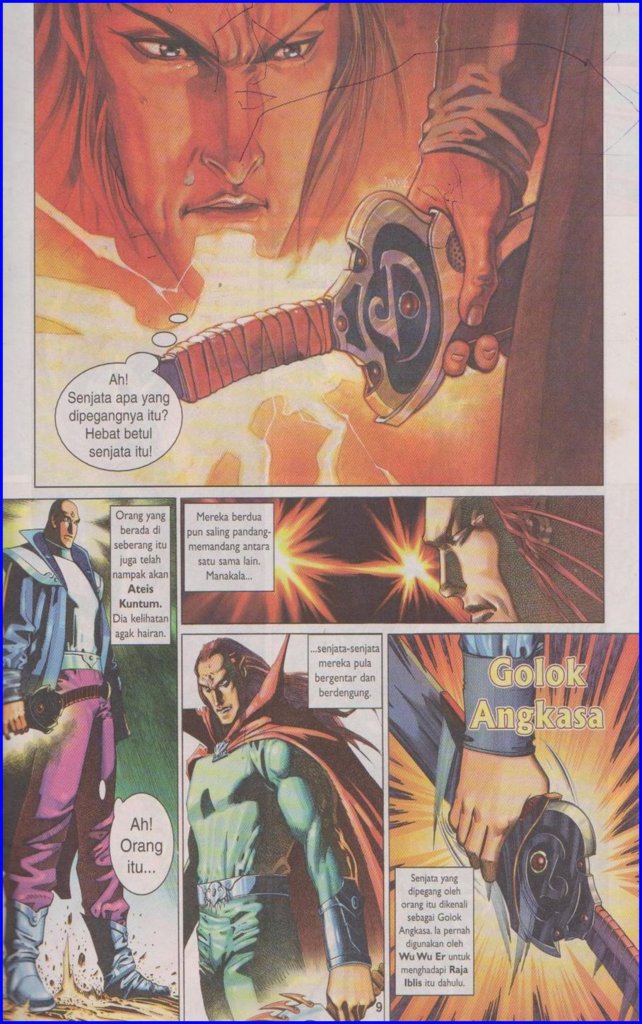 Ah!
Senjata apa yang
dipegangnya itu?
Hebat betul
senjata itu!
Orang yang
berada di
seberang itu
juga telah
nampak akan
Ateis
Kuntum.
Dia kelihatan
agak hairan.
Mereka berdua
pun saling pandang-
memandang antara
satu sama lain.
Manakala...
Ah!
Orang
itu...
...senjata-senjata
mereka pula
bergentar dan
berdengung.
Golok
Angkasa
Senjata yang
dipegang oleh
orang itu dikenali
sebagai Golok
Angkasa. Ia pernah
digunakan oleh
Wu Wu Er untuk
menghadapi Raja
Iblis itu dahulu.
9